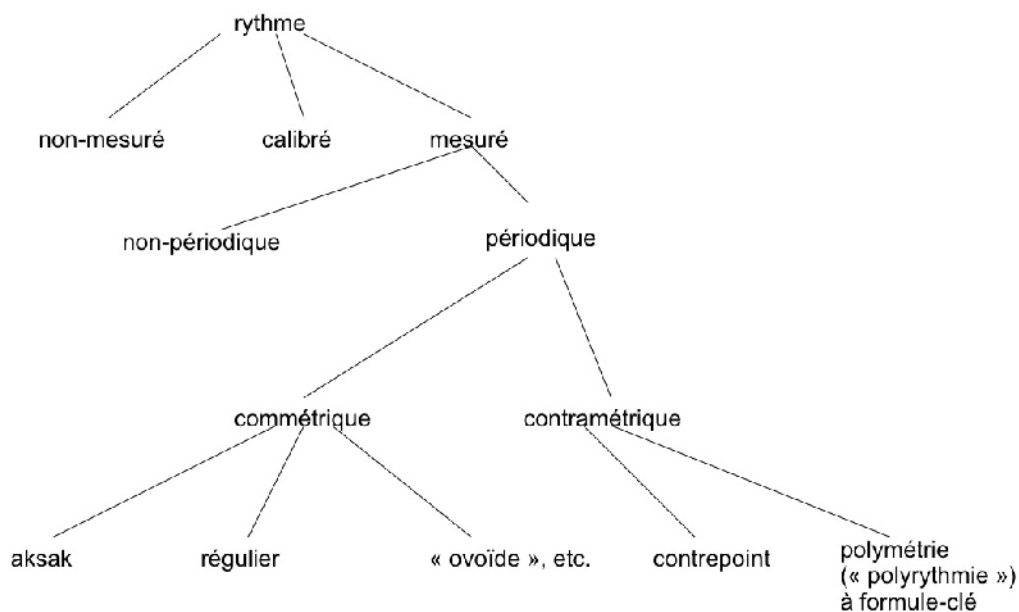 rythme
non-mesuré calibré mesuré
non-périodique périodique
commétrique contramétrique
aksak régulier « ovoïde », etc. contrepoint polymétrie
(« polyrythmie »)
à formule-clé